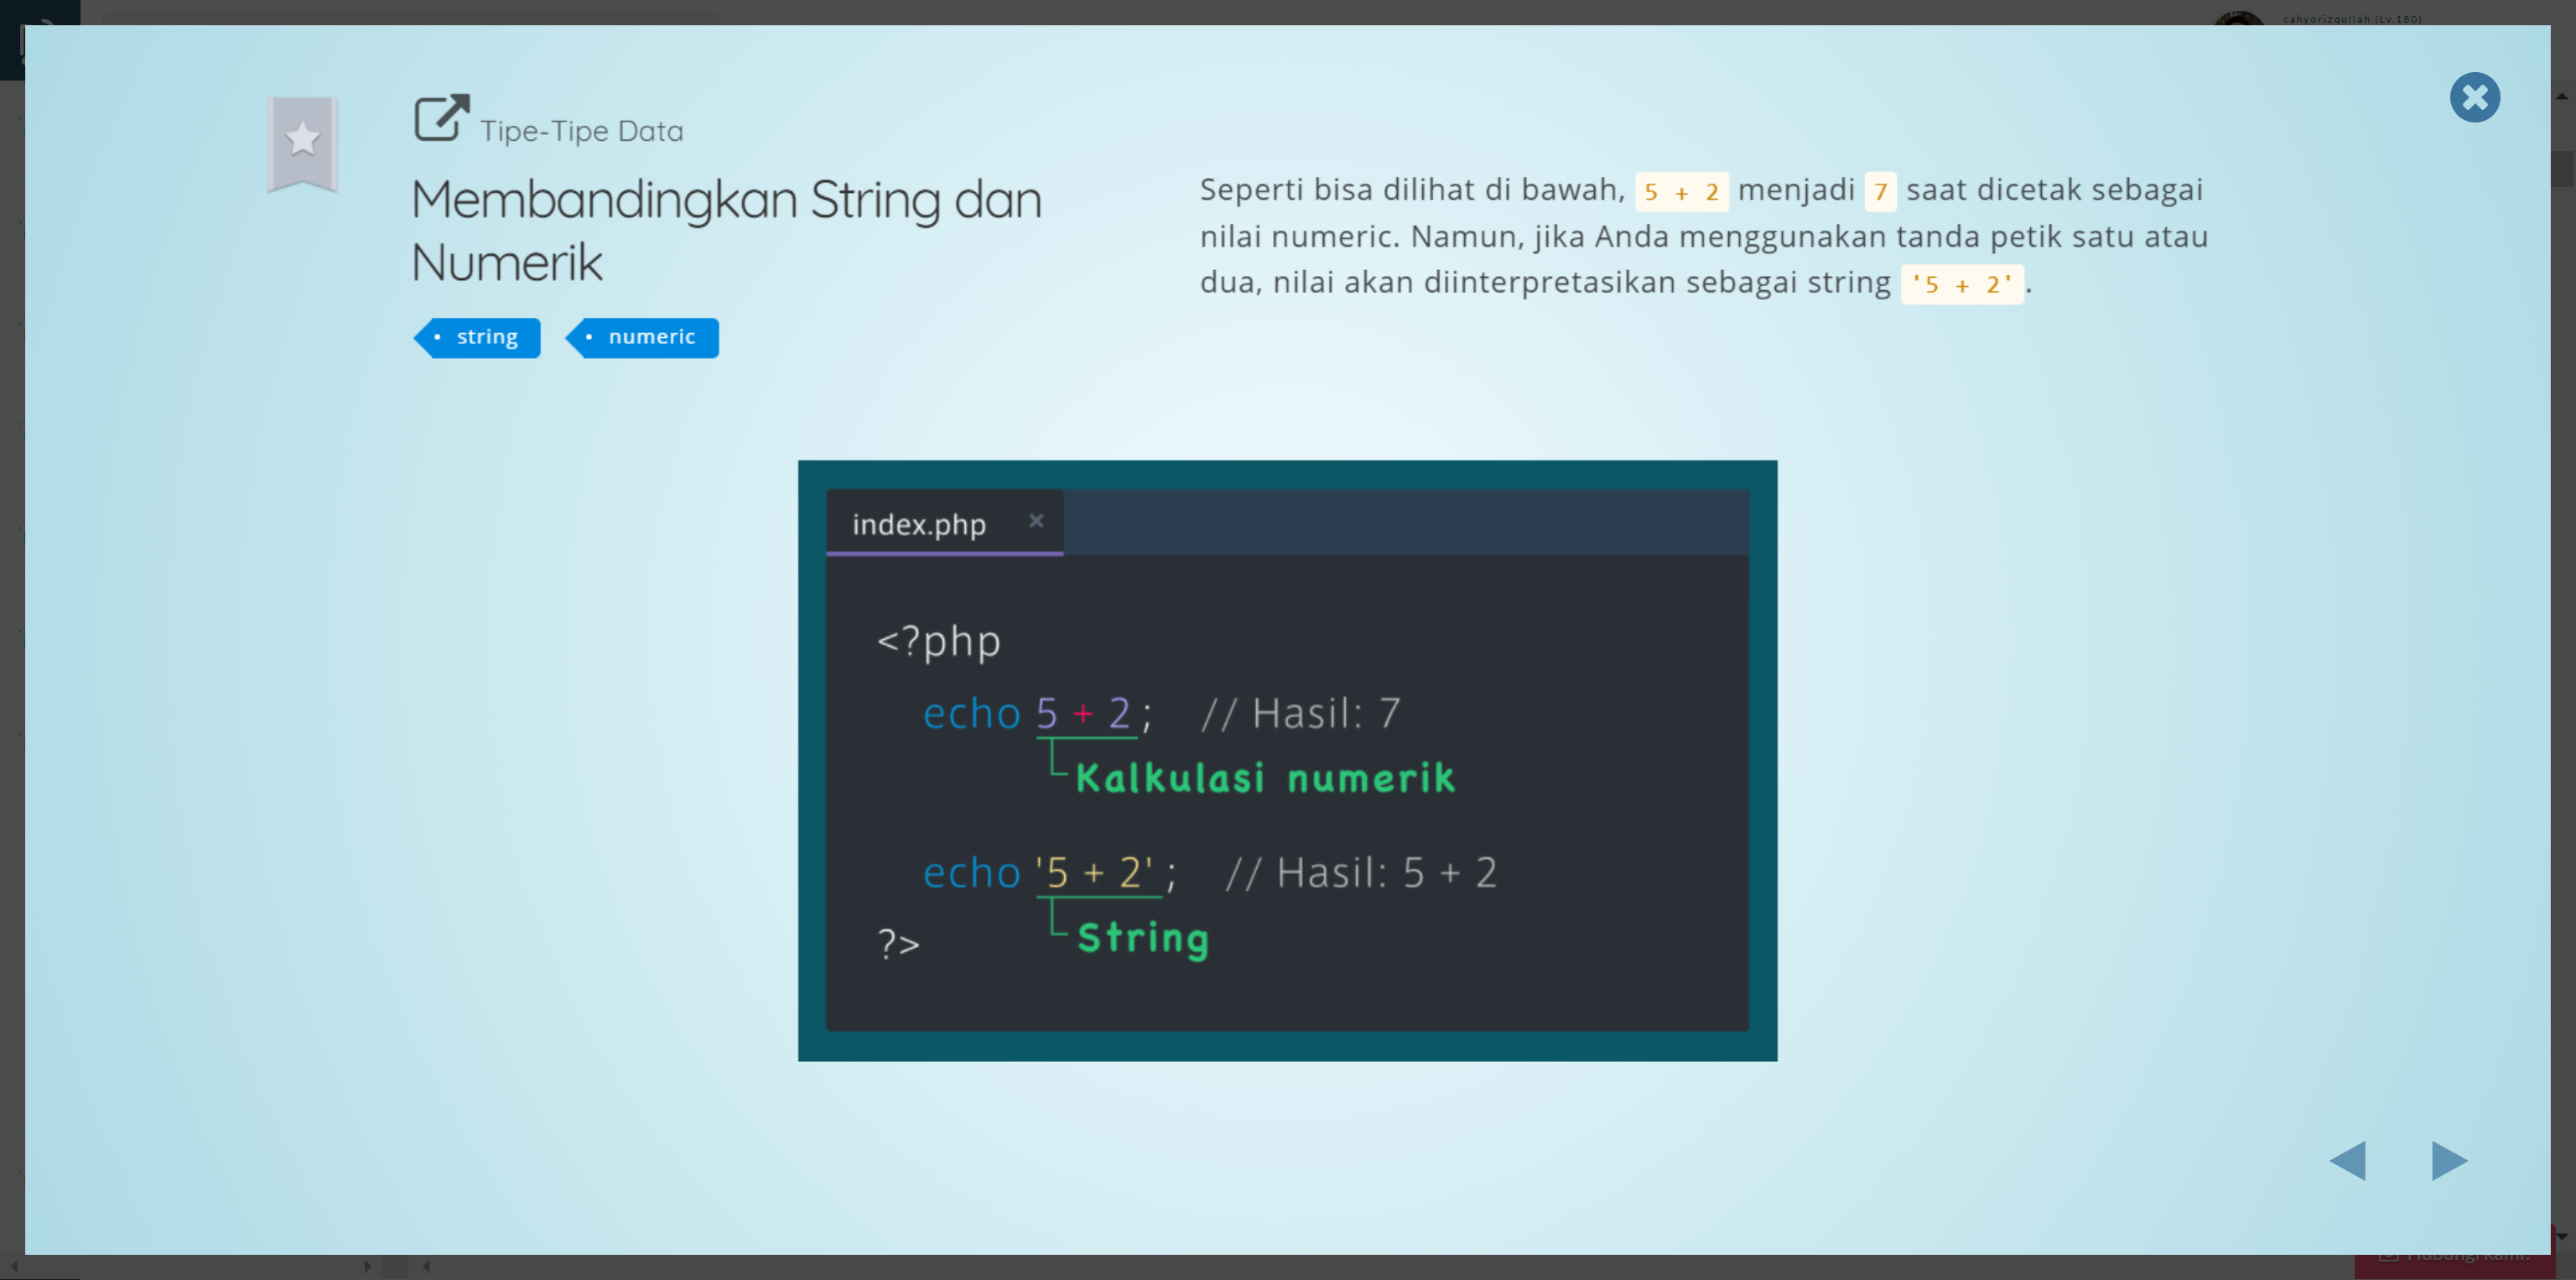 cahyorizqullah (Lv.180)
Tipe-Tipe Data
Membandingkan String dan
Numerik
string
numeric
Seperti bisa dilihat di bawah, 5 + 2 menjadi 7 saat dicetak sebagai
nilai numeric. Namun, jika Anda menggunakan tanda petik satu atau
dua, nilai akan diinterpretasikan sebagai string '5 + 2'.
index.php
<?php
echo 5 + 2; // Hasil: 7
Kalkulasi numerik
echo '5 + 2'; // Hasil: 5 + 2
String
?>